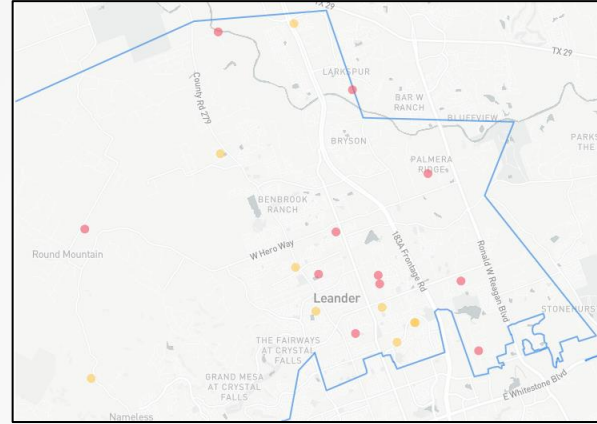 TX 29
TX 29
LARKSPUR
County Rd 279
BAR W
RANCH
BLUFFVIEW
BRYSON
PARKS
THE
PALMERA
RIDGE
BENBROOK
RANCH
W Hero Way
183A Frontage Rd
Ronald W Reagan Blvd
Round Mountain
Leander
STONEHURS
THE FAIRWAYS
AT CRYSTAL
FALLS
GRAND MESA
AT CRYSTAL
FALLS
E Whitestone Blvd
Nameless